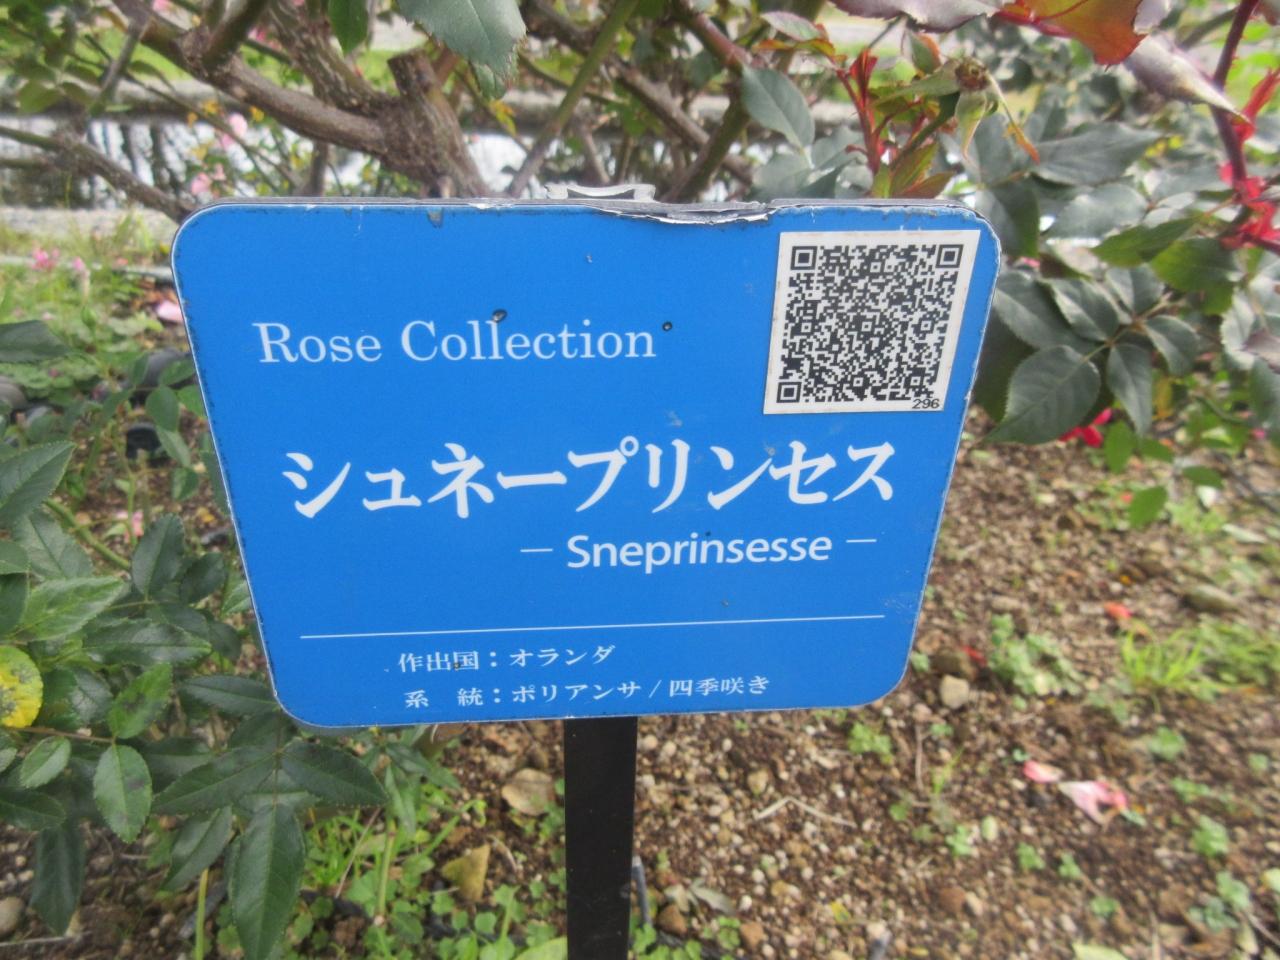 Rose Collection
296
シュネープリンセス
— Sneprinsesse —
作出国：オランダ
系　統：ポリアンサ / 四季咲き